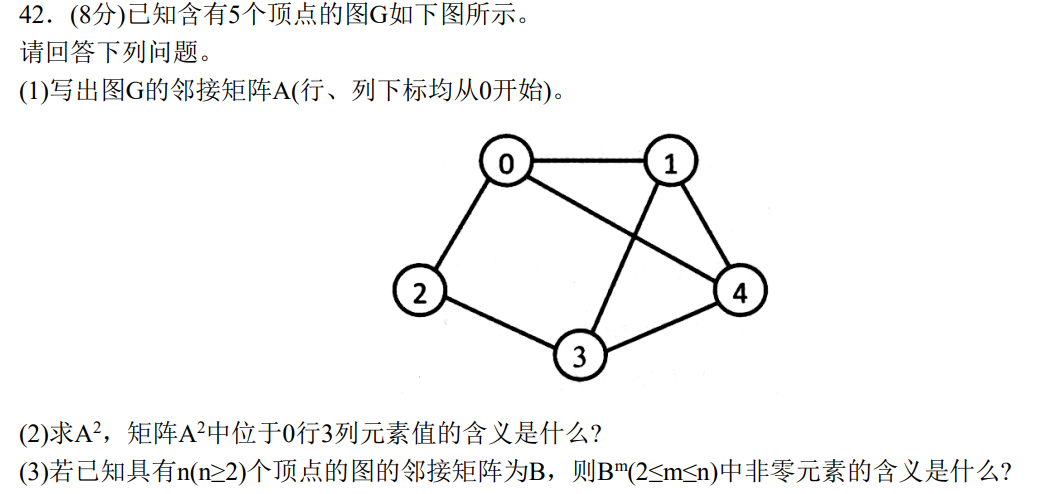 42．(8分)已知含有5个顶点的图G如下图所示。
请回答下列问题。
(1)写出图G的邻接矩阵A(行、列下标均从0开始)。
0
1
2
4
3
(2)求A²，矩阵A²中位于0行3列元素值的含义是什么?
(3)若已知具有n(n≥2)个顶点的图的邻接矩阵为B，则Bᵐ(2≤m≤n)中非零元素的含义是什么?